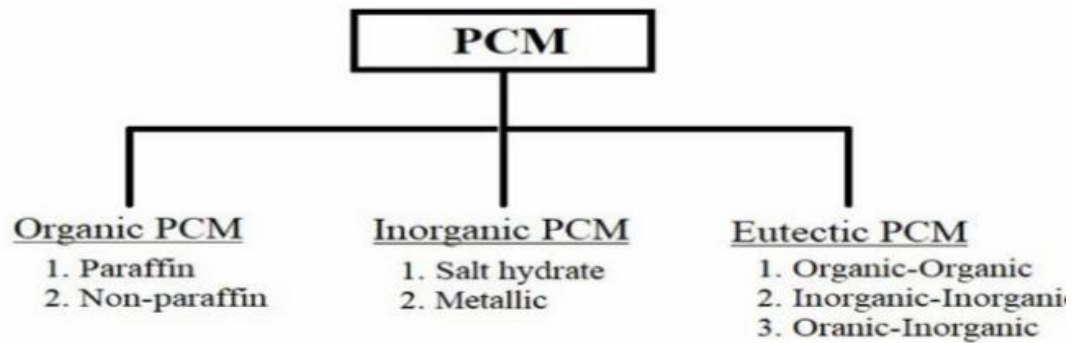 PCM
Organic PCM
1. Paraffin
2. Non-paraffin
Inorganic PCM
1. Salt hydrate
2. Metallic
Eutectic PCM
1. Organic-Organic
2. Inorganic-Inorganic
3. Oranic-Inorganic